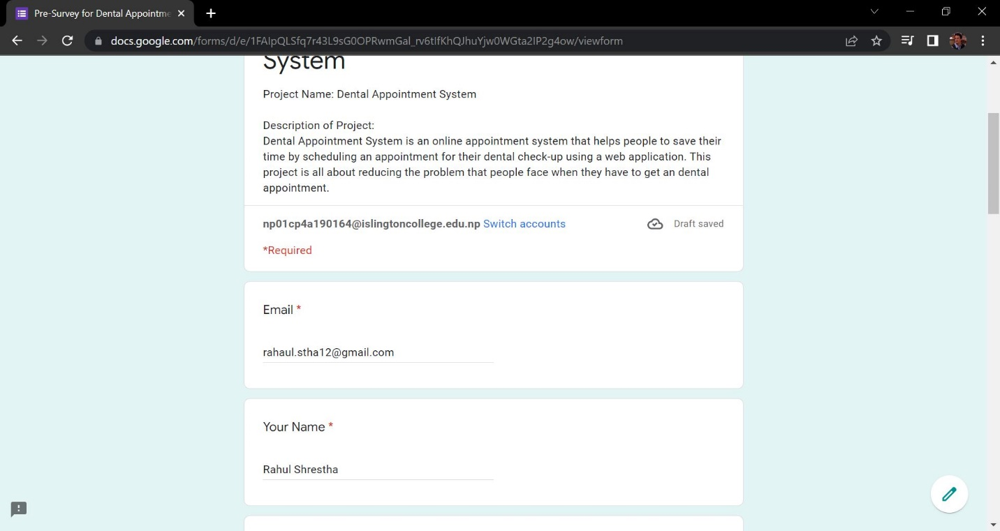 Pre-Survey for Dental Appointme
docs.google.com/forms/d/e/1FAIpQLSfq7r43L9sG0OPRwmGal_rv6tIfKhQJhuYjw0WGta2IP2g4ow/viewform
System
Project Name: Dental Appointment System
Description of Project:
Dental Appointment System is an online appointment system that helps people to save their
time by scheduling an appointment for their dental check-up using a web application. This
project is all about reducing the problem that people face when they have to get an dental
appointment.
np01cp4a190164@islingtoncollege.edu.np Switch accounts
Draft saved
*Required
Email *
rahaul.stha12@gmail.com
Your Name *
Rahul Shrestha